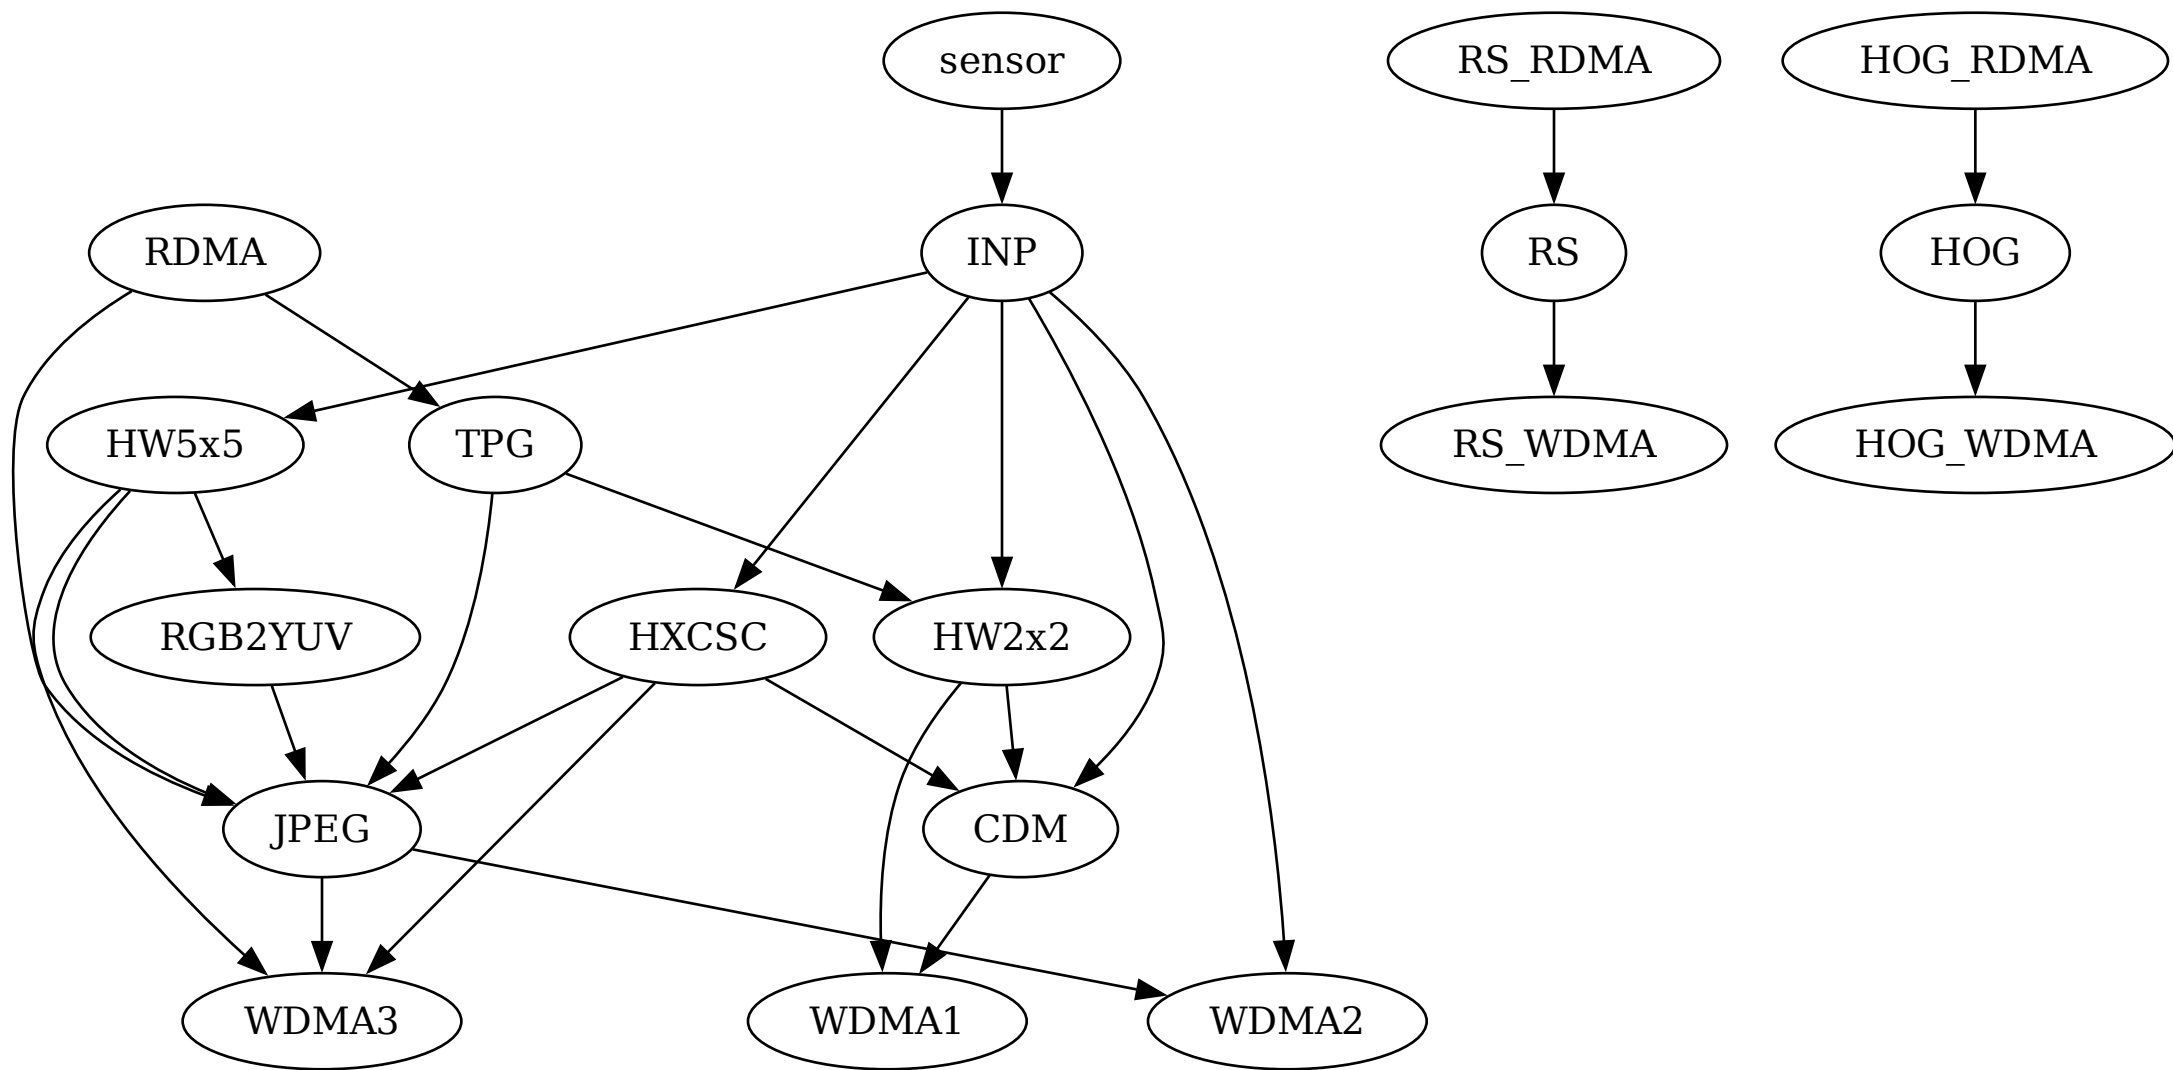 sensor
RS_RDMA
HOG_RDMA
RDMA
INP
RS
HOG
HW5x5
TPG
RS_WDMA
HOG_WDMA
RGB2YUV
HXCSC
HW2x2
JPEG
CDM
WDMA3
WDMA1
WDMA2